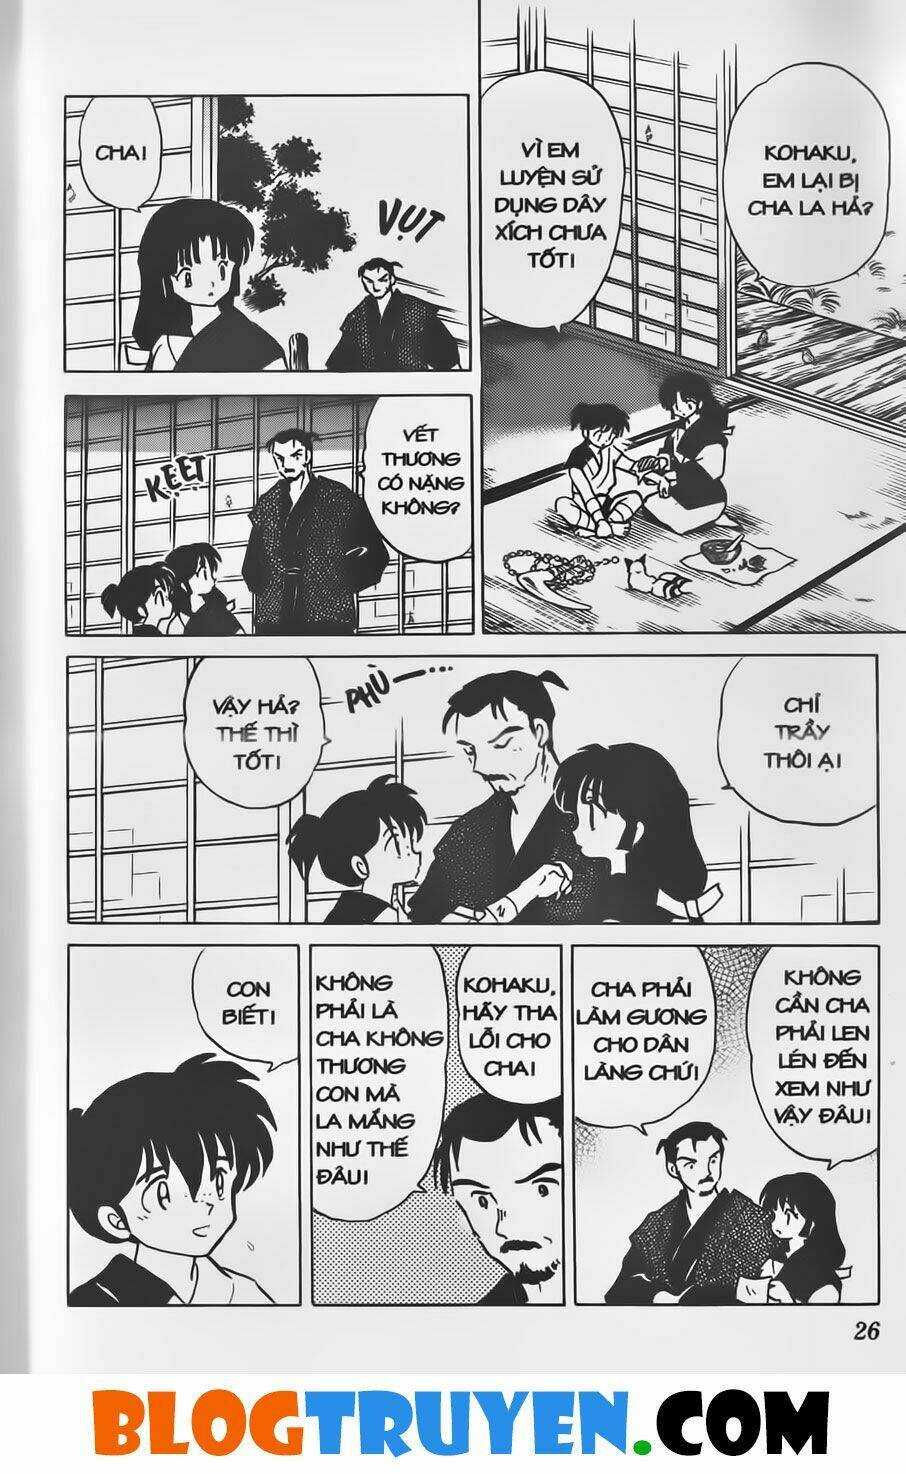 KOHAKU,
EM LẠI BỊ
CHA LA HẢ?
VÌ EM
LUYỆN SỬ
DỤNG DÂY
XÍCH CHƯA
TỐT!
CHA!
VỤT
VẾT
THƯƠNG
CÓ NẶNG
KHÔNG?
KẸẸT
CHỈ
TRẦY
THÔI Ạ!
PHÙ—...
VẬY HẢ?
THẾ THÌ
TỐT!
KHÔNG
CẦN CHA
PHẢI LEN
LÉN ĐẾN
XEM NHƯ
VẬY ĐÂU!
CHA PHẢI
LÀM GƯƠNG
CHO DÂN
LÀNG CHỨ!
KOHAKU,
HÃY THA
LỖI CHO
CHA!
KHÔNG
PHẢI LÀ
CHA KHÔNG
THƯƠNG
CON MÀ
LA MẮNG
NHƯ THẾ
ĐÂU!
CON
BIẾT!
26
BLOGTRUYEN.COM